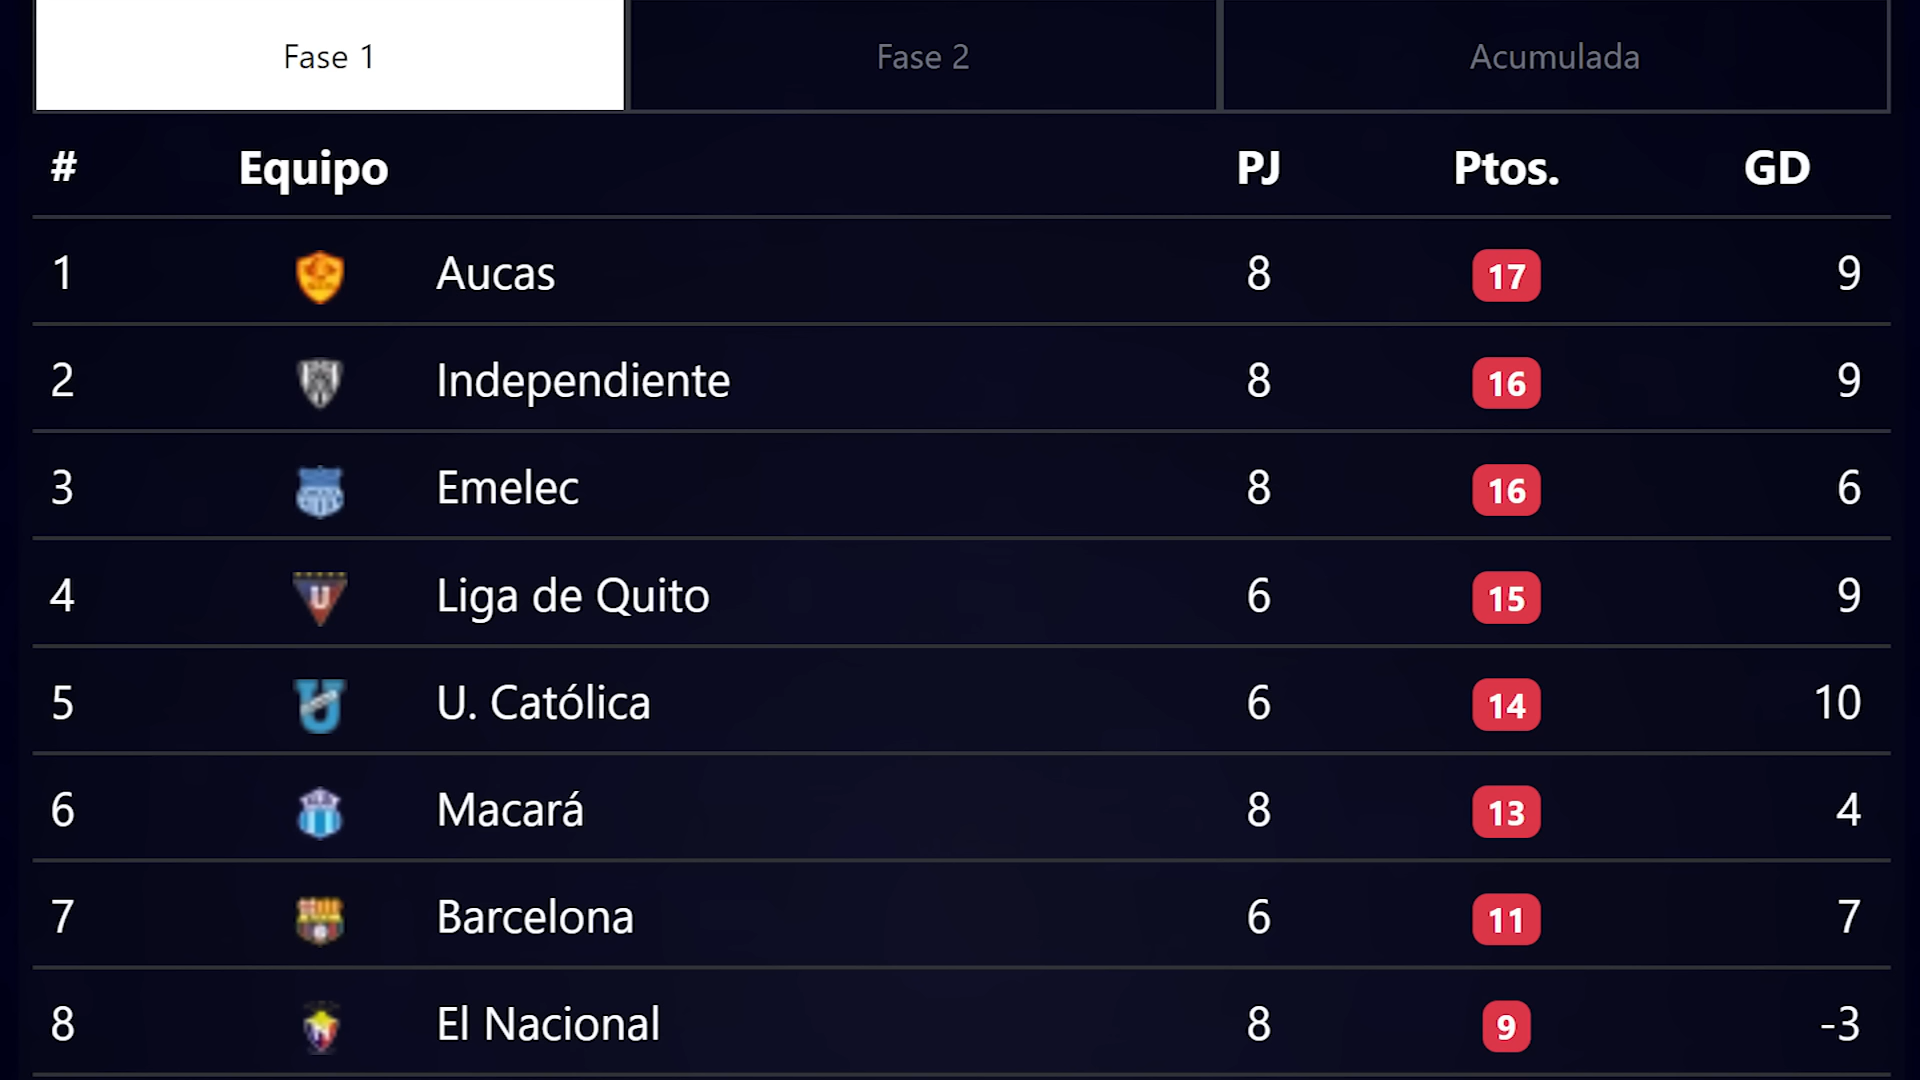 Fase 1 Fase 2 Acumulada
# Equipo PJ Ptos. GD
1 Aucas 8 17 9
2 Independiente 8 16 9
3 Emelec 8 16 6
4 Liga de Quito 6 15 9
5 U. Católica 6 14 10
6 Macará 8 13 4
7 Barcelona 6 11 7
8 El Nacional 8 9 -3